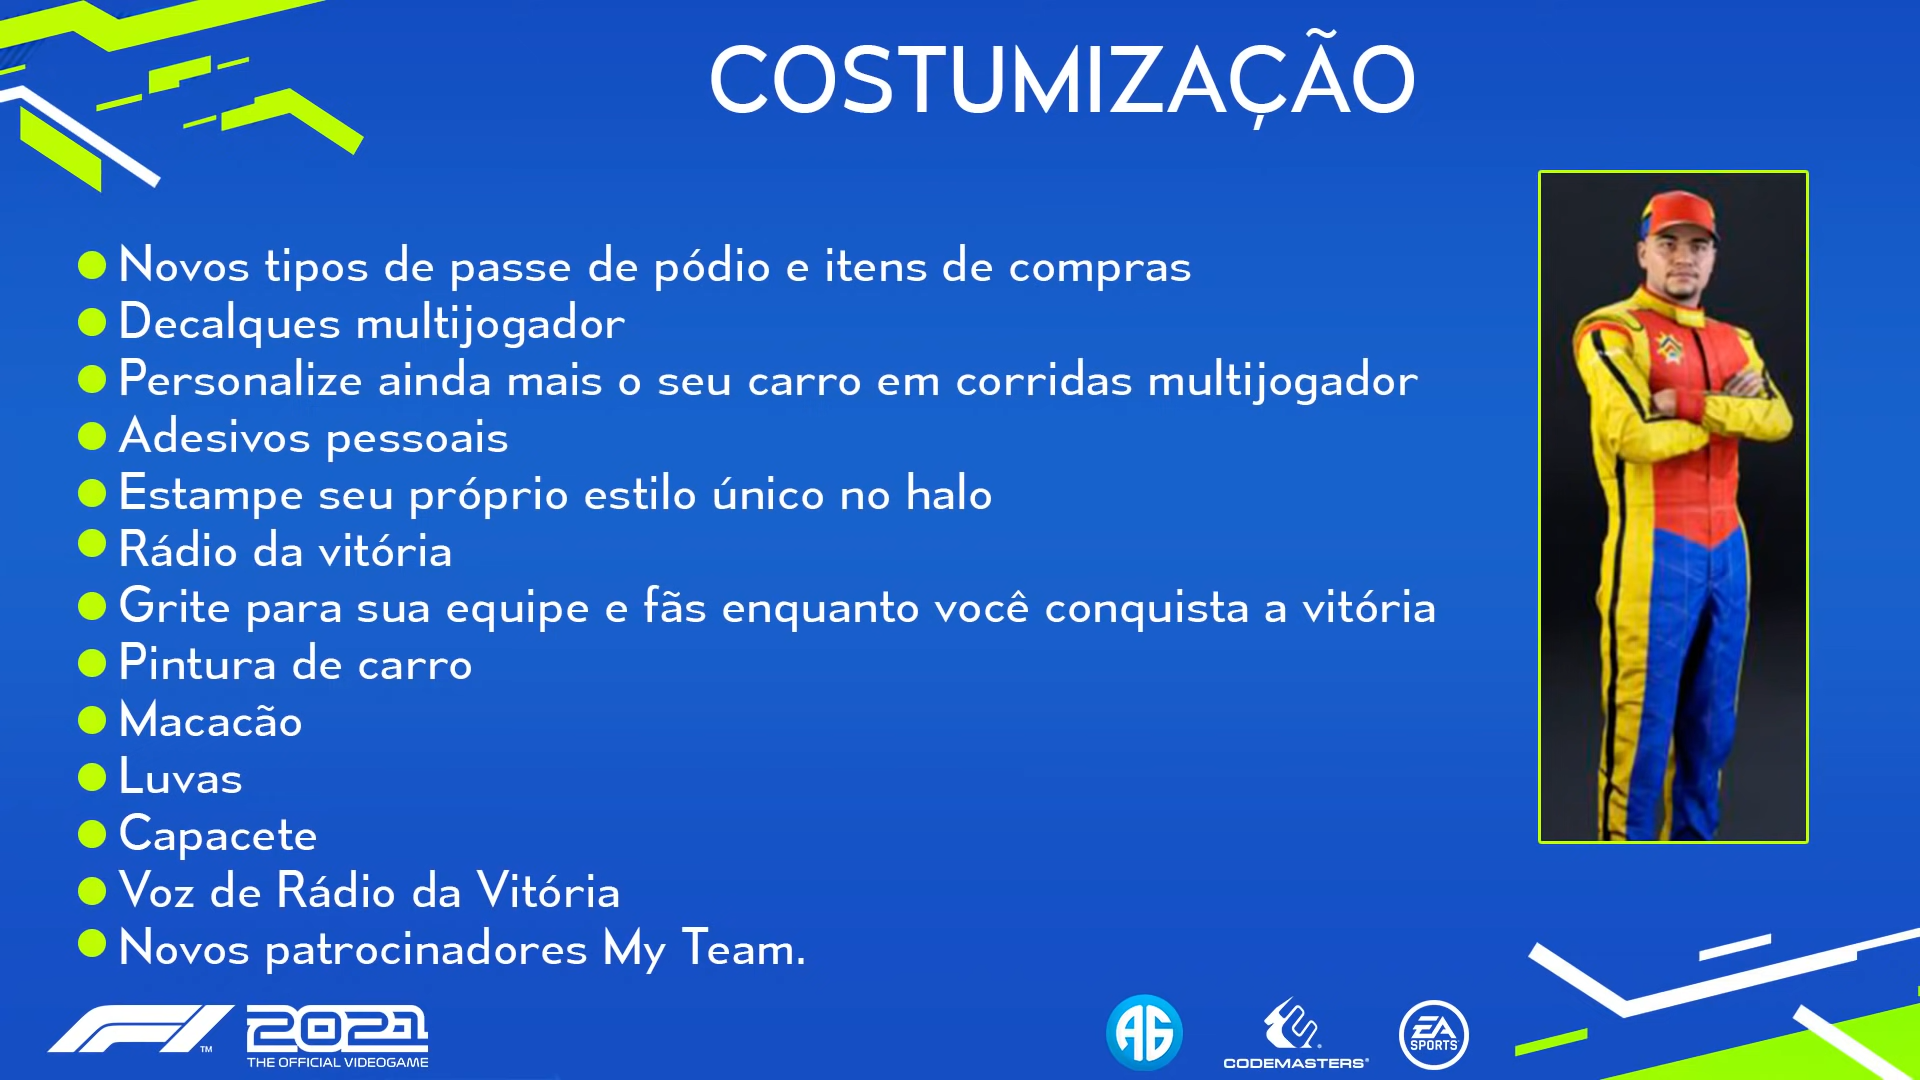 COSTUMIZAÇÃO
Novos tipos de passe de pódio e itens de compras
Decalques multijogador
Personalize ainda mais o seu carro em corridas multijogador
Adesivos pessoais
Estampe seu próprio estilo único no halo
Rádio da vitória
Grite para sua equipe e fãs enquanto você conquista a vitória
Pintura de carro
Macacão
Luvas
Capacete
Voz de Rádio da Vitória
Novos patrocinadores My Team.
F1 ™ 2021
THE OFFICIAL VIDEOGAME
AG
CODEMASTERS®
EA
SPORTS